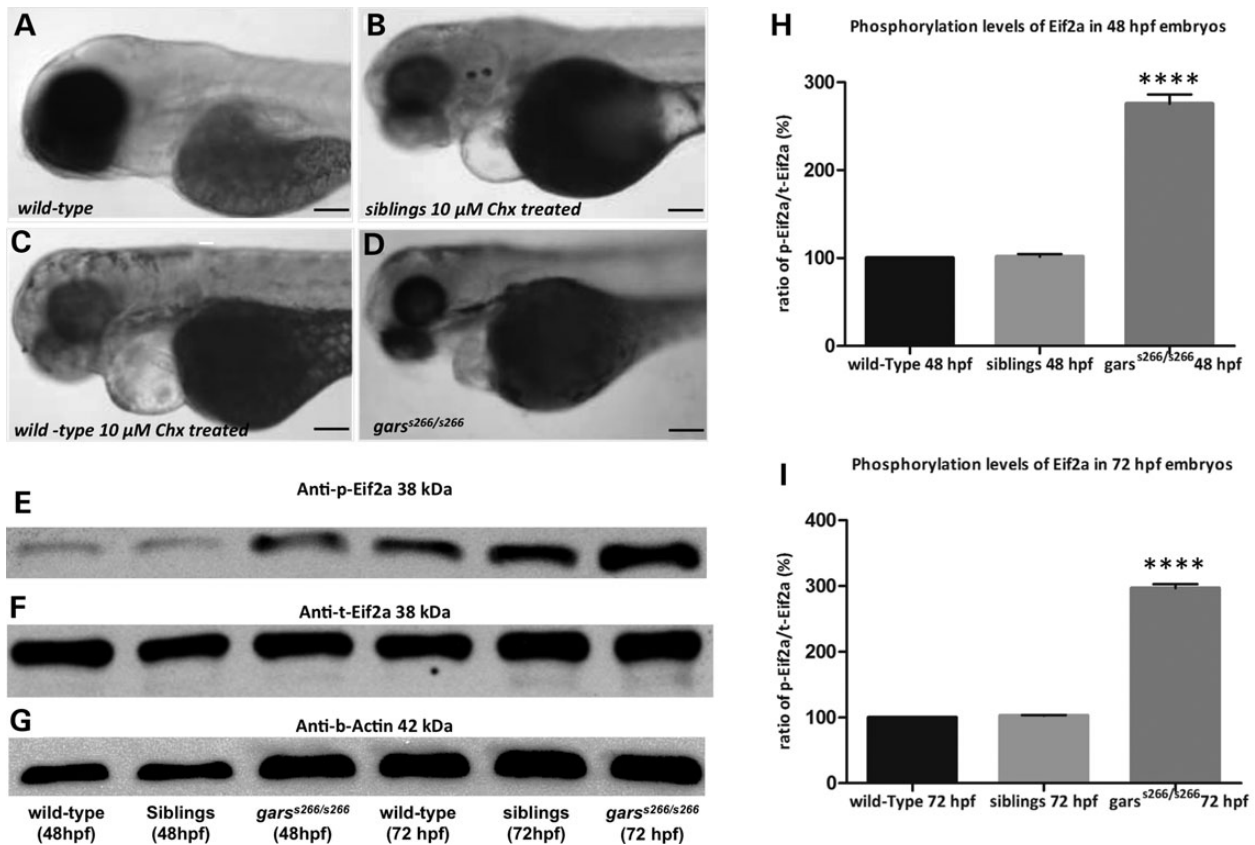 A
wild-type
B
siblings 10 µM Chx treated
C
wild -type 10 µM Chx treated
D
gars^s266/s266
E
Anti-p-Eif2a 38 kDa
F
Anti-t-Eif2a 38 kDa
G
Anti-b-Actin 42 kDa
wild-type Siblings gars^s266/s266 wild-type siblings gars^s266/s266
(48hpf) (48hpf) (48hpf) (72 hpf) (72hpf) (72 hpf)
H
Phosphorylation levels of Eif2a in 48 hpf embryos
ratio of p-Eif2a/t-Eif2a (%)
300
200
100
0
****
wild-Type 48 hpf siblings 48 hpf gars^s266/s266 48 hpf
I
Phosphorylation levels of Eif2a in 72 hpf embryos
ratio of p-Eif2a/t-Eif2a (%)
400
300
200
100
0
****
wild-Type 72 hpf siblings 72 hpf gars^s266/s266 72 hpf